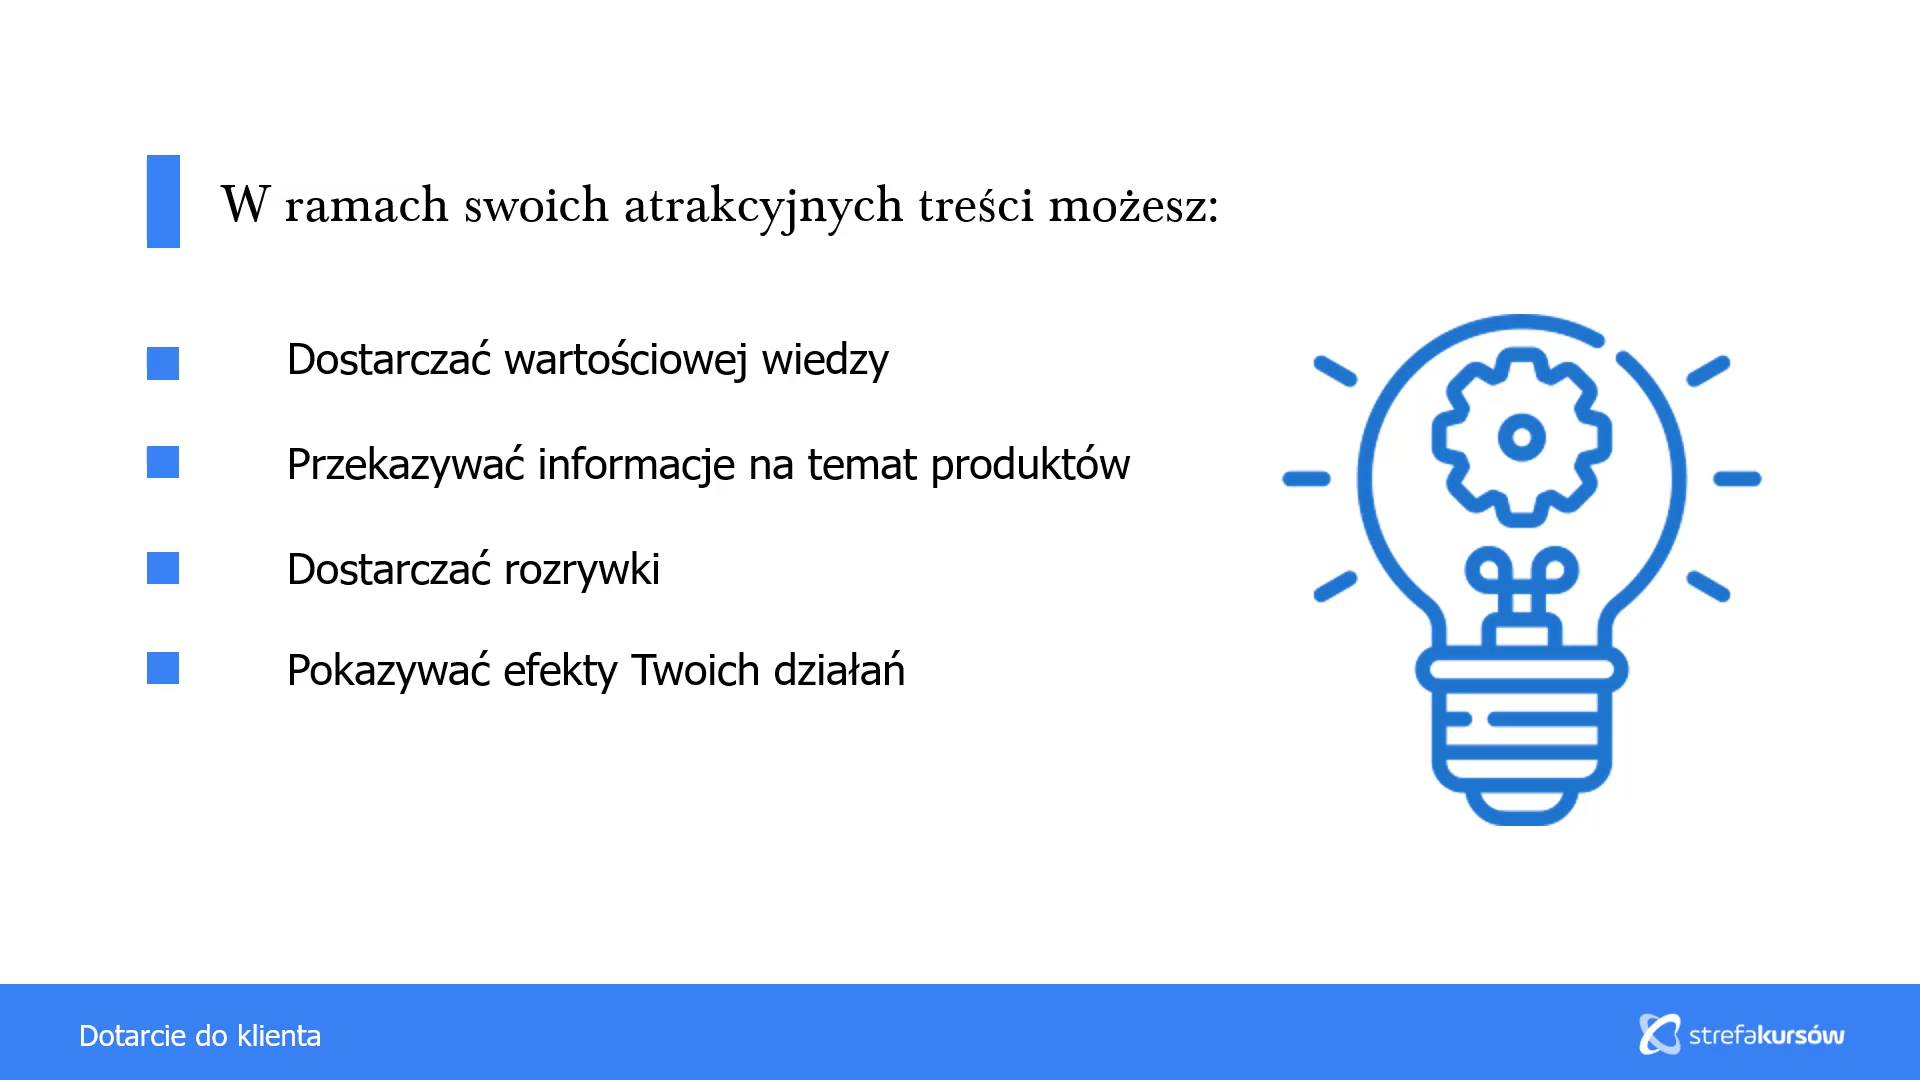 W ramach swoich atrakcyjnych treści możesz:
Dostarczać wartościowej wiedzy
Przekazywać informacje na temat produktów
Dostarczać rozrywki
Pokazywać efekty Twoich działań
Dotarcie do klienta
strefakursów